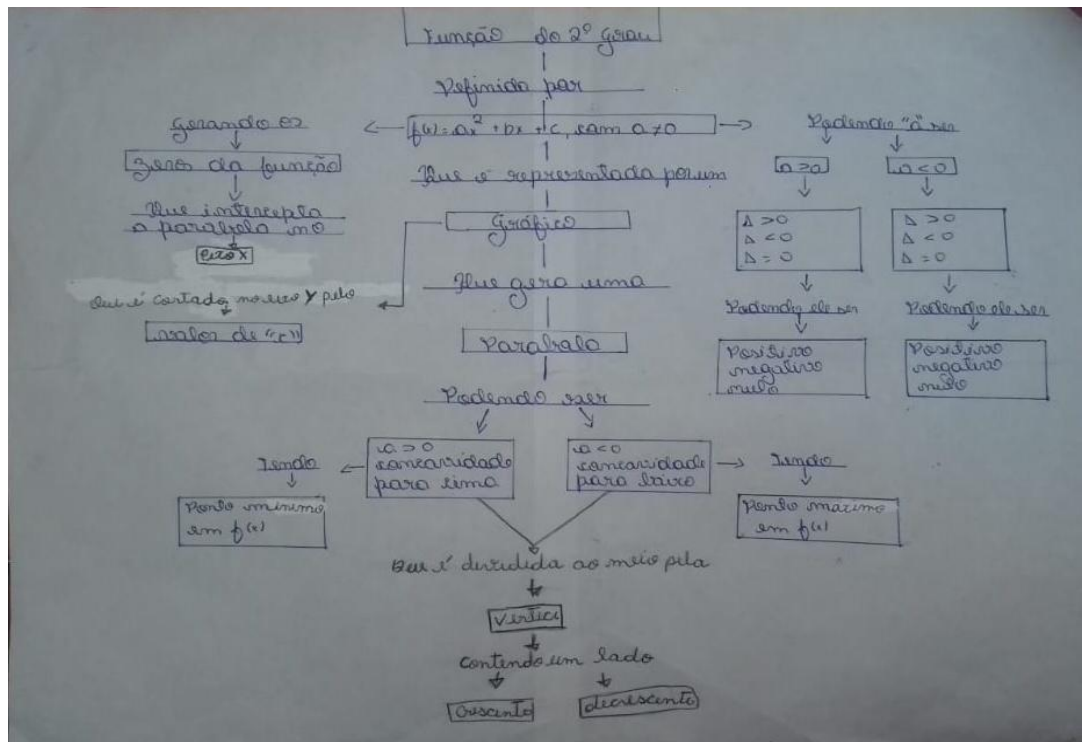 Função do 2º Grau
Definido por
f(x)=ax² + bx + c, com a≠0
Gerando os
Zeros da função
Que intercepta
a parábola no
eixo x
Que é representada por um
Gráfico
Que é cortado no eixo y pelo
valor de "c"
Que gera uma
Parabala
Podendo ser
a > 0
concavidade
para cima
Tendo
Ponto mínimo
em f(x)
a < 0
concavidade
para baixo
Tendo
Ponto máximo
em f(x)
Que é dividida ao meio pela
Vertice
Contendo um lado
Crescente
decrescente
Podendo "a" ser
a > 0
Δ > 0
Δ < 0
Δ = 0
Podendo ele ser
Positivo
negativo
nulo
a < 0
Δ > 0
Δ < 0
Δ = 0
Podendo ele ser
Positivo
negativo
nulo